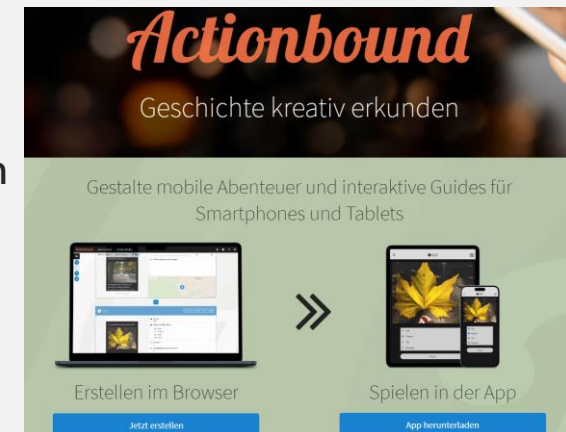 Actionbound
Geschichte kreativ erkunden
n
Gestalte mobile Abenteuer und interaktive Guides für
Smartphones und Tablets
Erstellen im Browser
Spielen in der App
Jetzt erstellen
App herunterladen